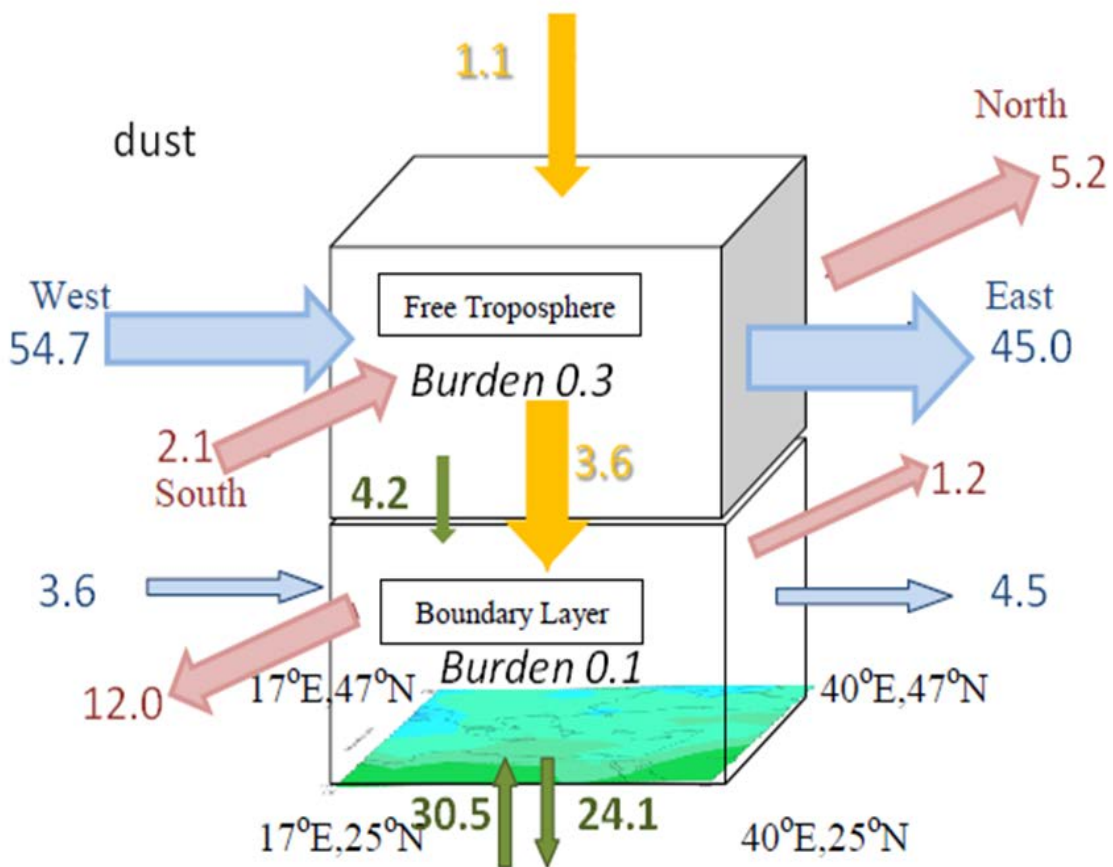 1.1
dust
North
5.2
West
54.7
Free Troposphere
East
45.0
Burden 0.3
2.1
South
3.6
4.2
1.2
3.6
4.5
Boundary Layer
Burden 0.1
12.0
17°E,47°N
40°E,47°N
30.5
24.1
17°E,25°N
40°E,25°N